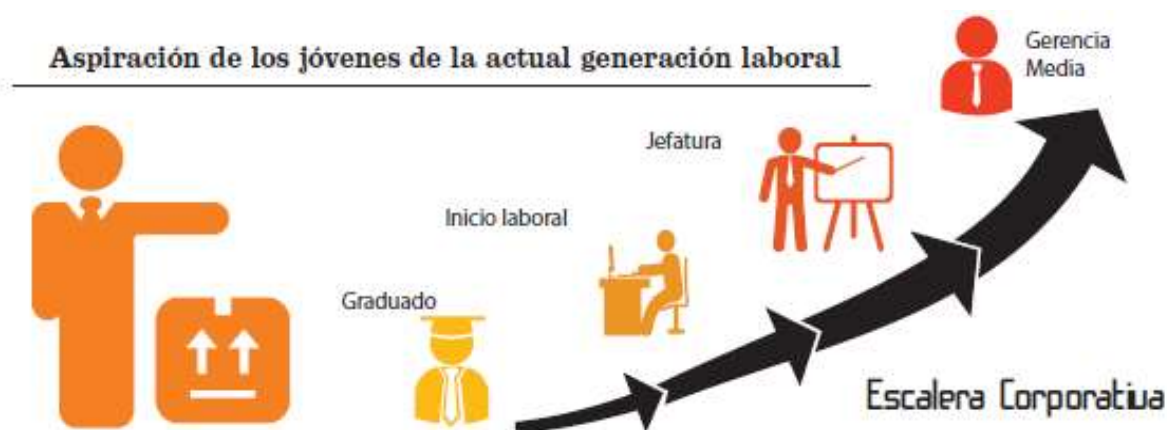 Aspiración de los jóvenes de la actual generación laboral
Gerencia
Media
Jefatura
Inicio laboral
Graduado
Escalera Corporativa